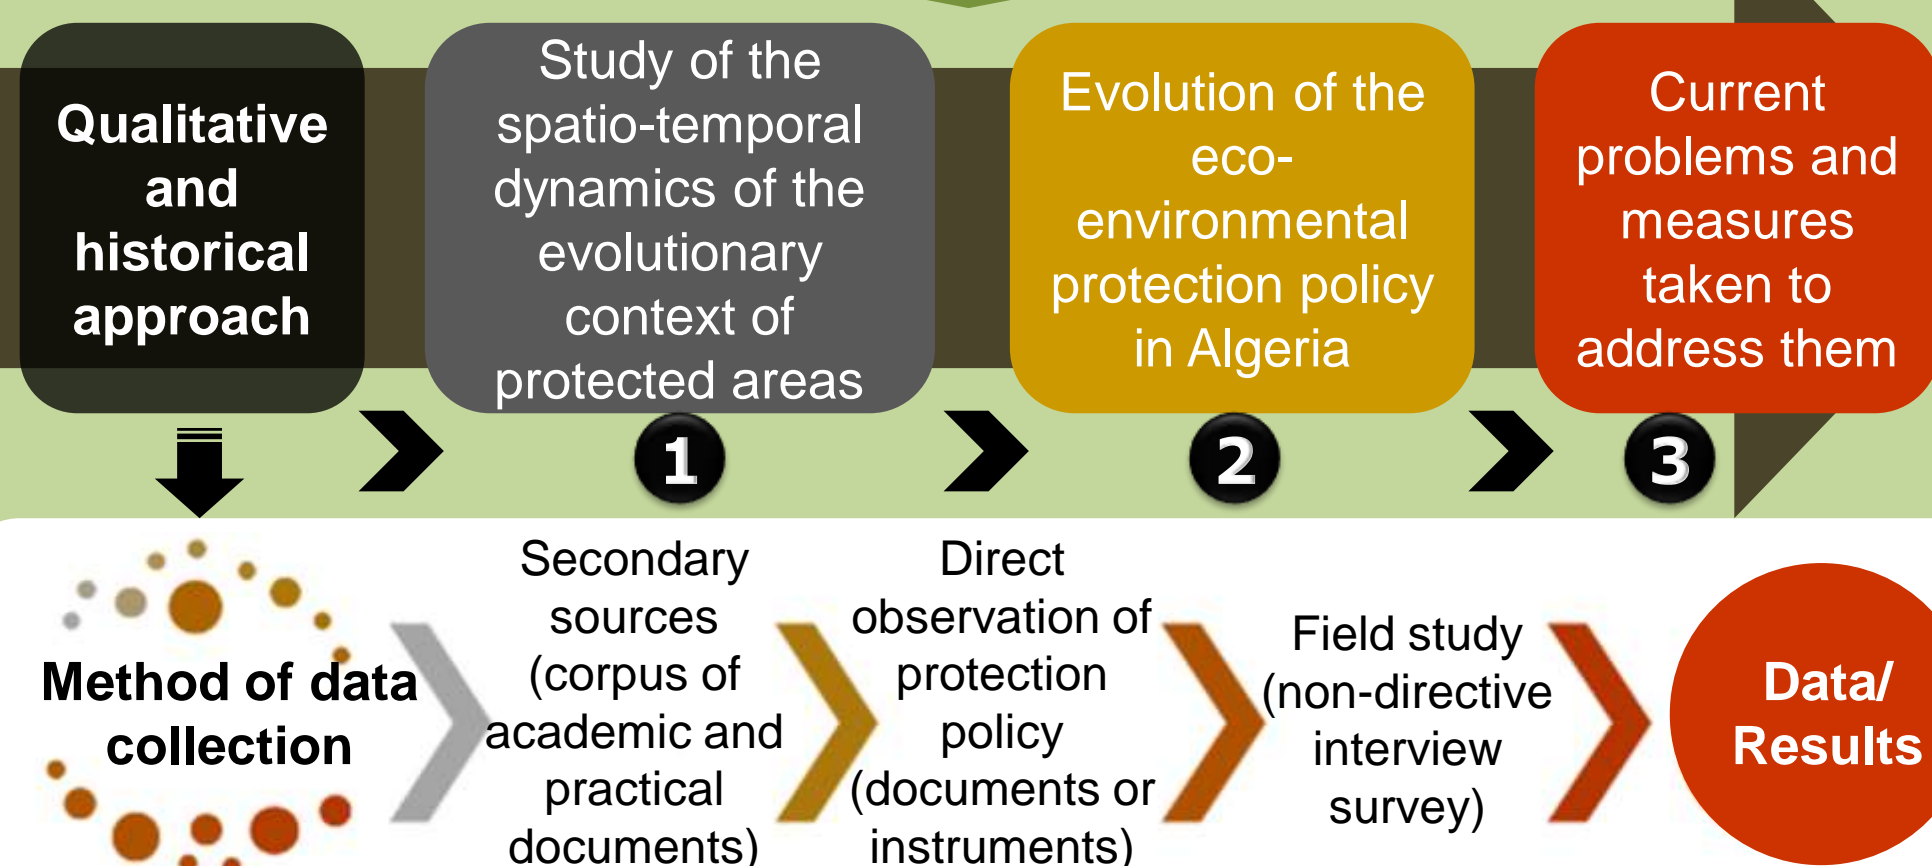 Qualitative
and
historical
approach
Study of the
spatio-temporal
dynamics of the
evolutionary
context of
protected areas
Evolution of the
eco-
environmental
protection policy
in Algeria
Current
problems and
measures
taken to
address them
1
2
3
Method of data
collection
Secondary
sources
(corpus of
academic and
practical
documents)
Direct
observation of
protection
policy
(documents or
instruments)
Field study
(non-directive
interview
survey)
Data/
Results